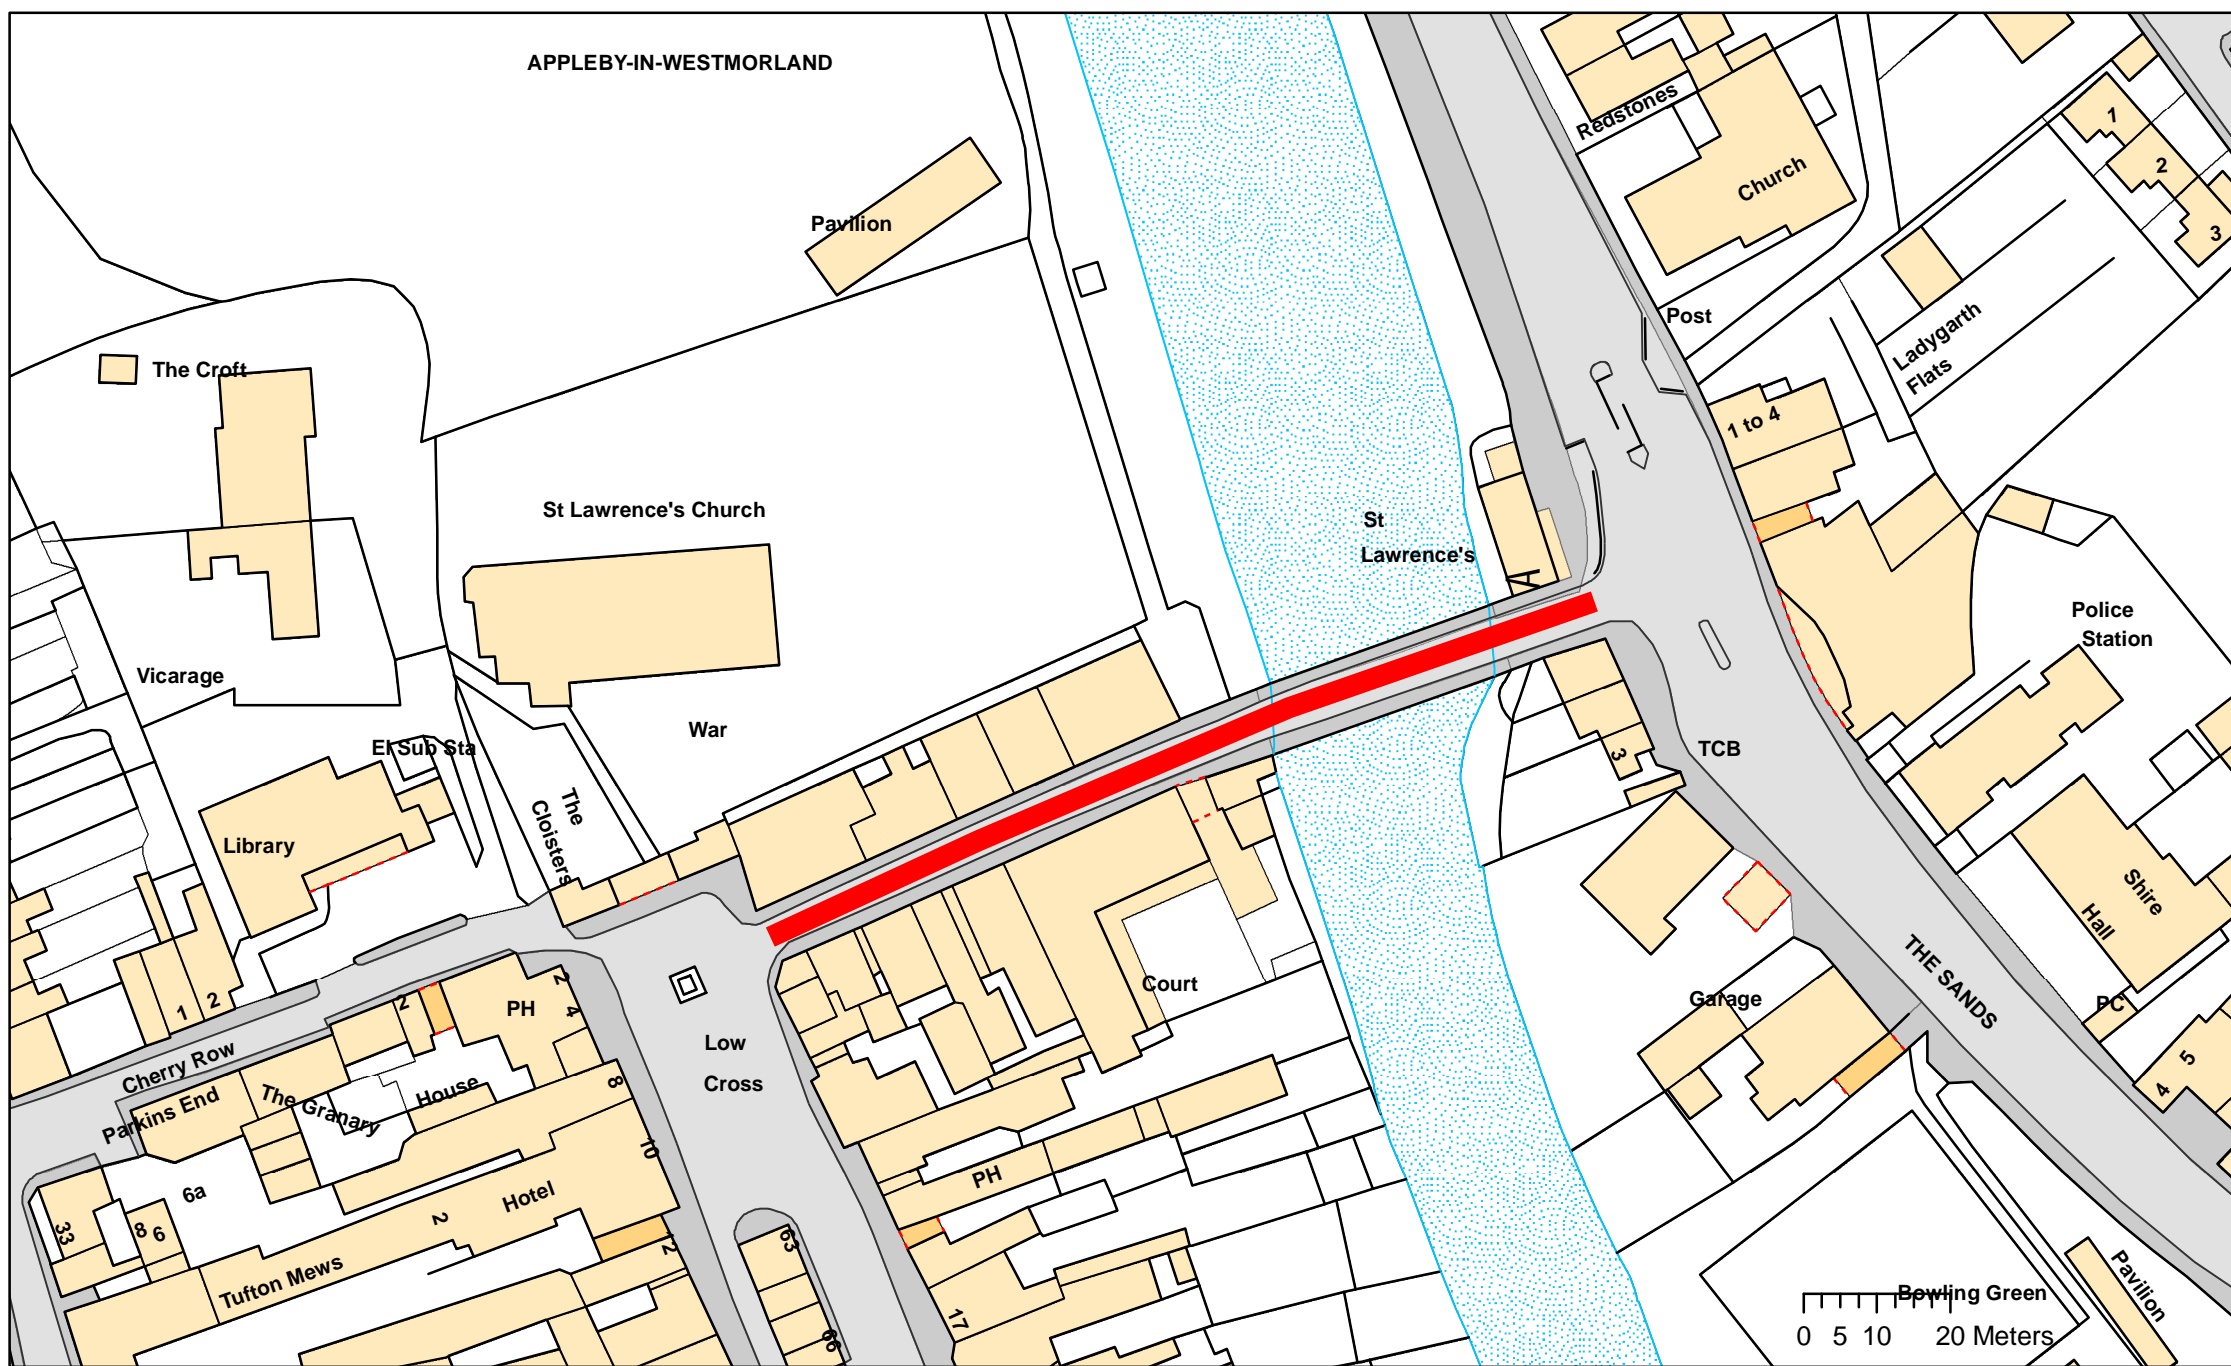 APPLEBY-IN-WESTMORLAND
Redstones
Church
1
2
3
Pavilion
Post
The Croft
Ladygarth
Flats
1 to 4
St Lawrence's Church
St
Lawrence's
A
Police
Station
Vicarage
War
El Sub Sta
TCB
3
The
Cloisters
Library
Shire
Hall
THE SANDS
Court
Garage
PC
1
2
2
PH
2
4
Low
Cross
Cherry Row
Parkins End
The Granary
House
8
5
4
10
PH
6a
Hotel
2
33
8
6
12
63
Tufton Mews
17
66
Pavilion
Bowling Green
0 5 10 20 Meters